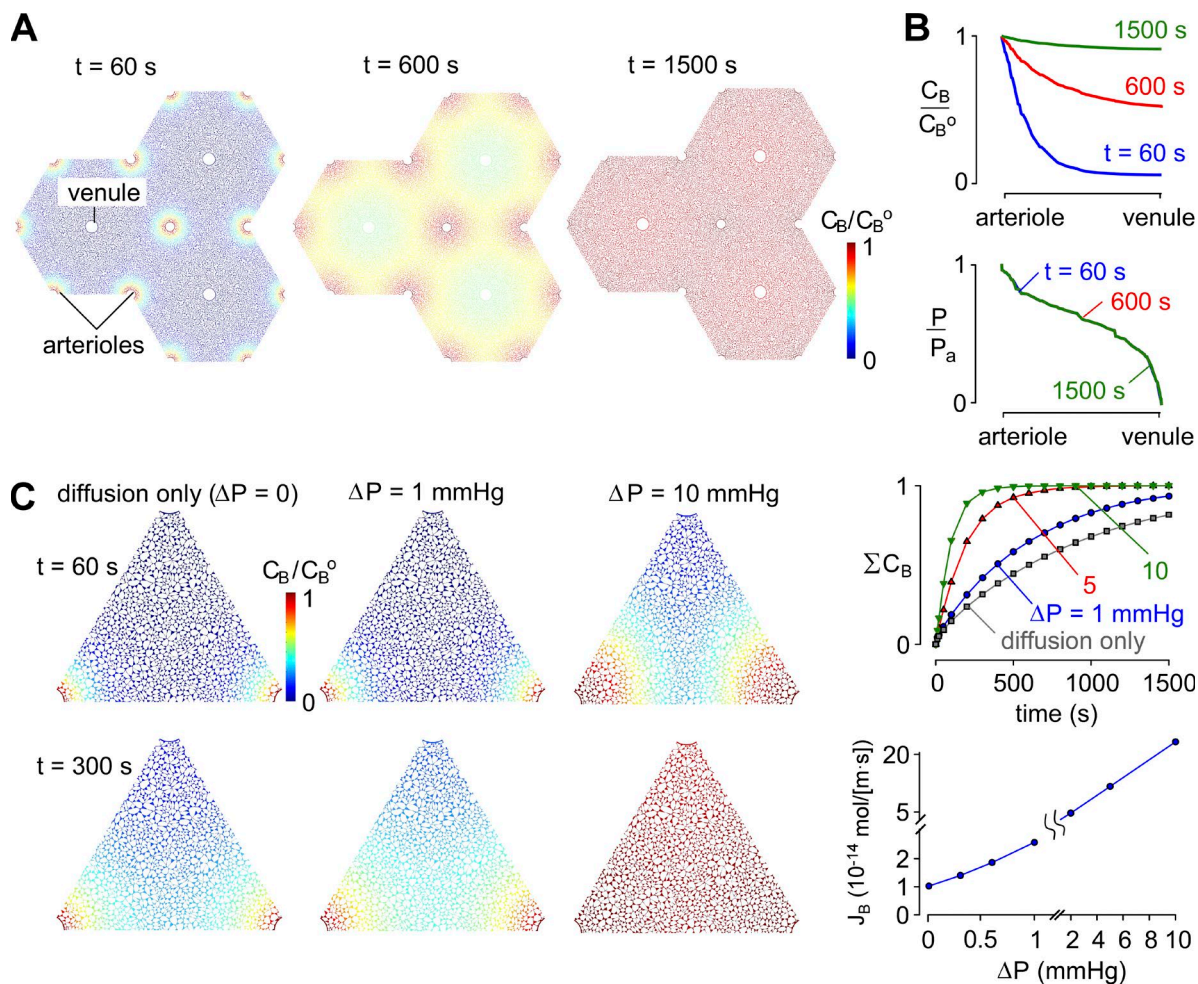 A
t = 60 s
t = 600 s
t = 1500 s
venule
arterioles
C_B/C_B^o
1
0
B
1
C_B
C_B^o
0
1500 s
600 s
t = 60 s
arteriole venule
1
P
P_a
0
t = 60 s
600 s
1500 s
arteriole venule
C
diffusion only (ΔP = 0)
ΔP = 1 mmHg
ΔP = 10 mmHg
t = 60 s
C_B/C_B^o
1
0
t = 300 s
1
ΣC_B
0
10
5
ΔP = 1 mmHg
diffusion only
0 500 1000 1500
time (s)
20
5
2
1
0
J_B (10^-14 mol/[m·s])
0 0.5 1 2 4 6 8 10
ΔP (mmHg)